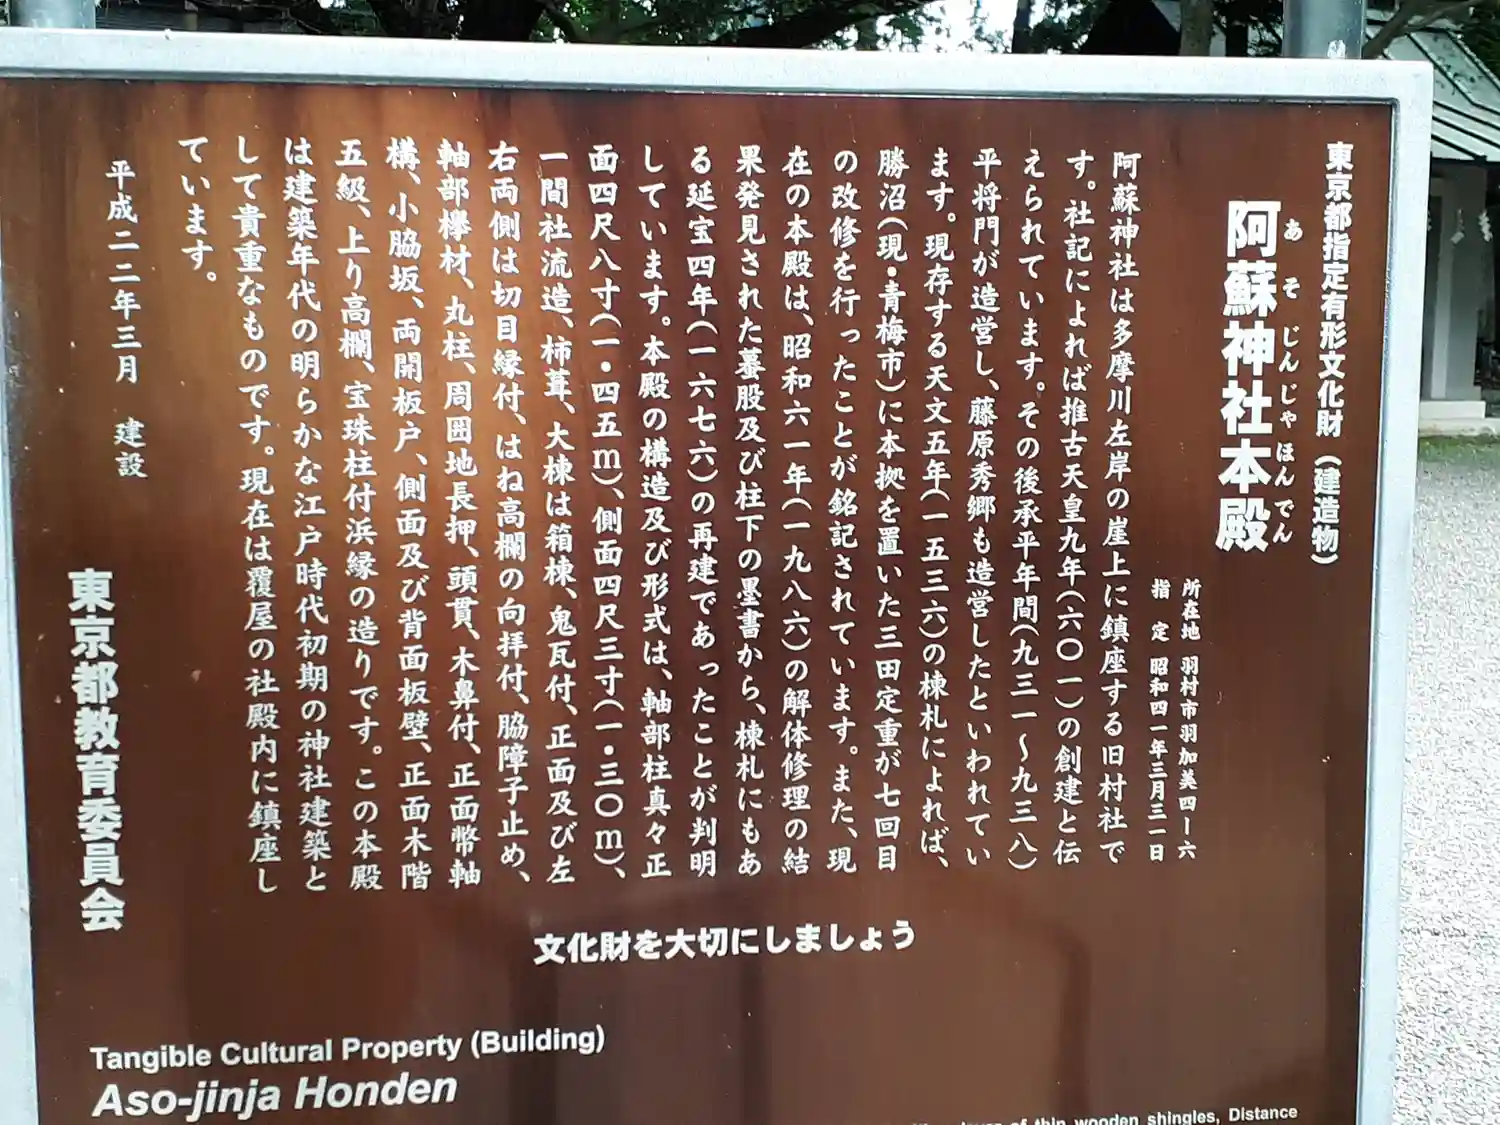 東京都指定有形文化財(建造物)
阿蘇神社本殿
あそじんじゃほんでん
所在地 羽村市羽加美四ー六
指 定 昭和四一年三月三一日
阿蘇神社は多摩川左岸の崖上に鎮座する旧村社で
す。社記によれば推古天皇九年(六〇一)の創建と伝
えられています。その後承平年間(九三一〜九三八)
平将門が造営し、藤原秀郷も造営したといわれてい
ます。現存する天文五年(一五三六)の棟札によれば、
勝沼(現・青梅市)に本拠を置いた三田定重が七回目
の改修を行ったことが銘記されています。また、現
在の本殿は、昭和六一年(一九八六)の解体修理の結
果発見された蟇股及び柱下の墨書から、棟札にもあ
る延宝四年(一六七六)の再建であったことが判明
しています。本殿の構造及び形式は、軸部柱真々正
面四尺八寸(一・四五m)、側面四尺三寸(一・三〇m)、
一間社流造、杮葺、大棟は箱棟、鬼瓦付、正面及び左
右両側は切目縁付、はね高欄の向拝付、脇障子止め、
軸部欅材、丸柱、周囲地長押、頭貫、木鼻付、正面幣軸
構、小脇坂、両開板戸、側面及び背面板壁、正面木階
五級、上り高欄、宝珠柱付浜縁の造りです。この本殿
は建築年代の明らかな江戸時代初期の神社建築と
して貴重なものです。現在は覆屋の社殿内に鎮座し
ています。
平成二二年三月 建設
東京都教育委員会
文化財を大切にしましょう
Tangible Cultural Property (Building)
Aso-jinja Honden
of thin wooden shingles, Distance